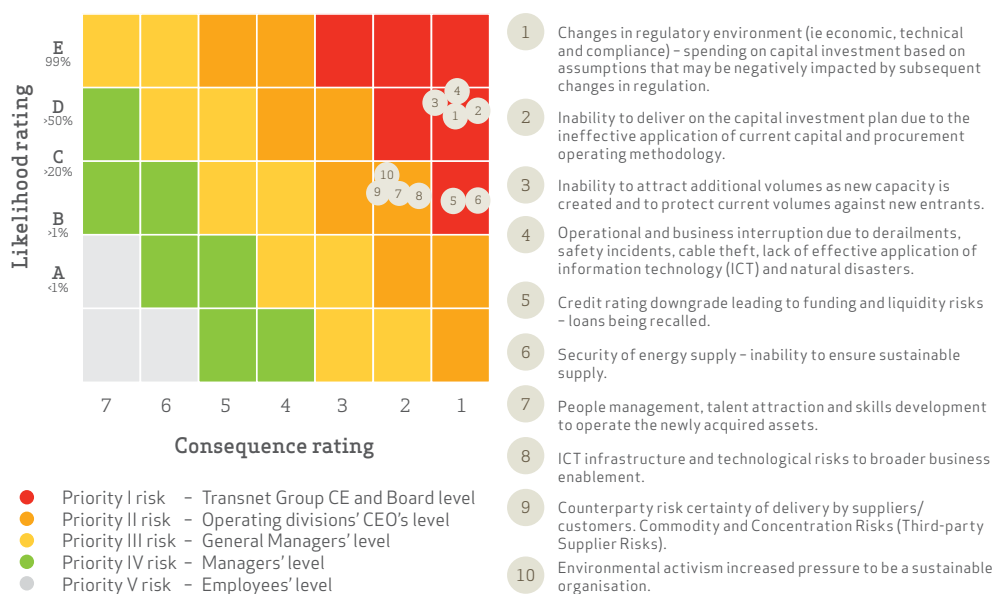 Likelihood rating
E
99%
D
>50%
C
>20%
B
>1%
A
<1%
4
3
1
2
10
9
7
8
5
6
7
6
5
4
3
2
1
Consequence rating
Priority I risk – Transnet Group CE and Board level
Priority II risk – Operating divisions' CEO's level
Priority III risk – General Managers' level
Priority IV risk – Managers' level
Priority V risk – Employees' level
1
Changes in regulatory environment (ie economic, technical
and compliance) – spending on capital investment based on
assumptions that may be negatively impacted by subsequent
changes in regulation.
2
Inability to deliver on the capital investment plan due to the
ineffective application of current capital and procurement
operating methodology.
3
Inability to attract additional volumes as new capacity is
created and to protect current volumes against new entrants.
4
Operational and business interruption due to derailments,
safety incidents, cable theft, lack of effective application of
information technology (ICT) and natural disasters.
5
Credit rating downgrade leading to funding and liquidity risks
– loans being recalled.
6
Security of energy supply – inability to ensure sustainable
supply.
7
People management, talent attraction and skills development
to operate the newly acquired assets.
8
ICT infrastructure and technological risks to broader business
enablement.
9
Counterparty risk certainty of delivery by suppliers/
customers. Commodity and Concentration Risks (Third-party
Supplier Risks).
10
Environmental activism increased pressure to be a sustainable
organisation.